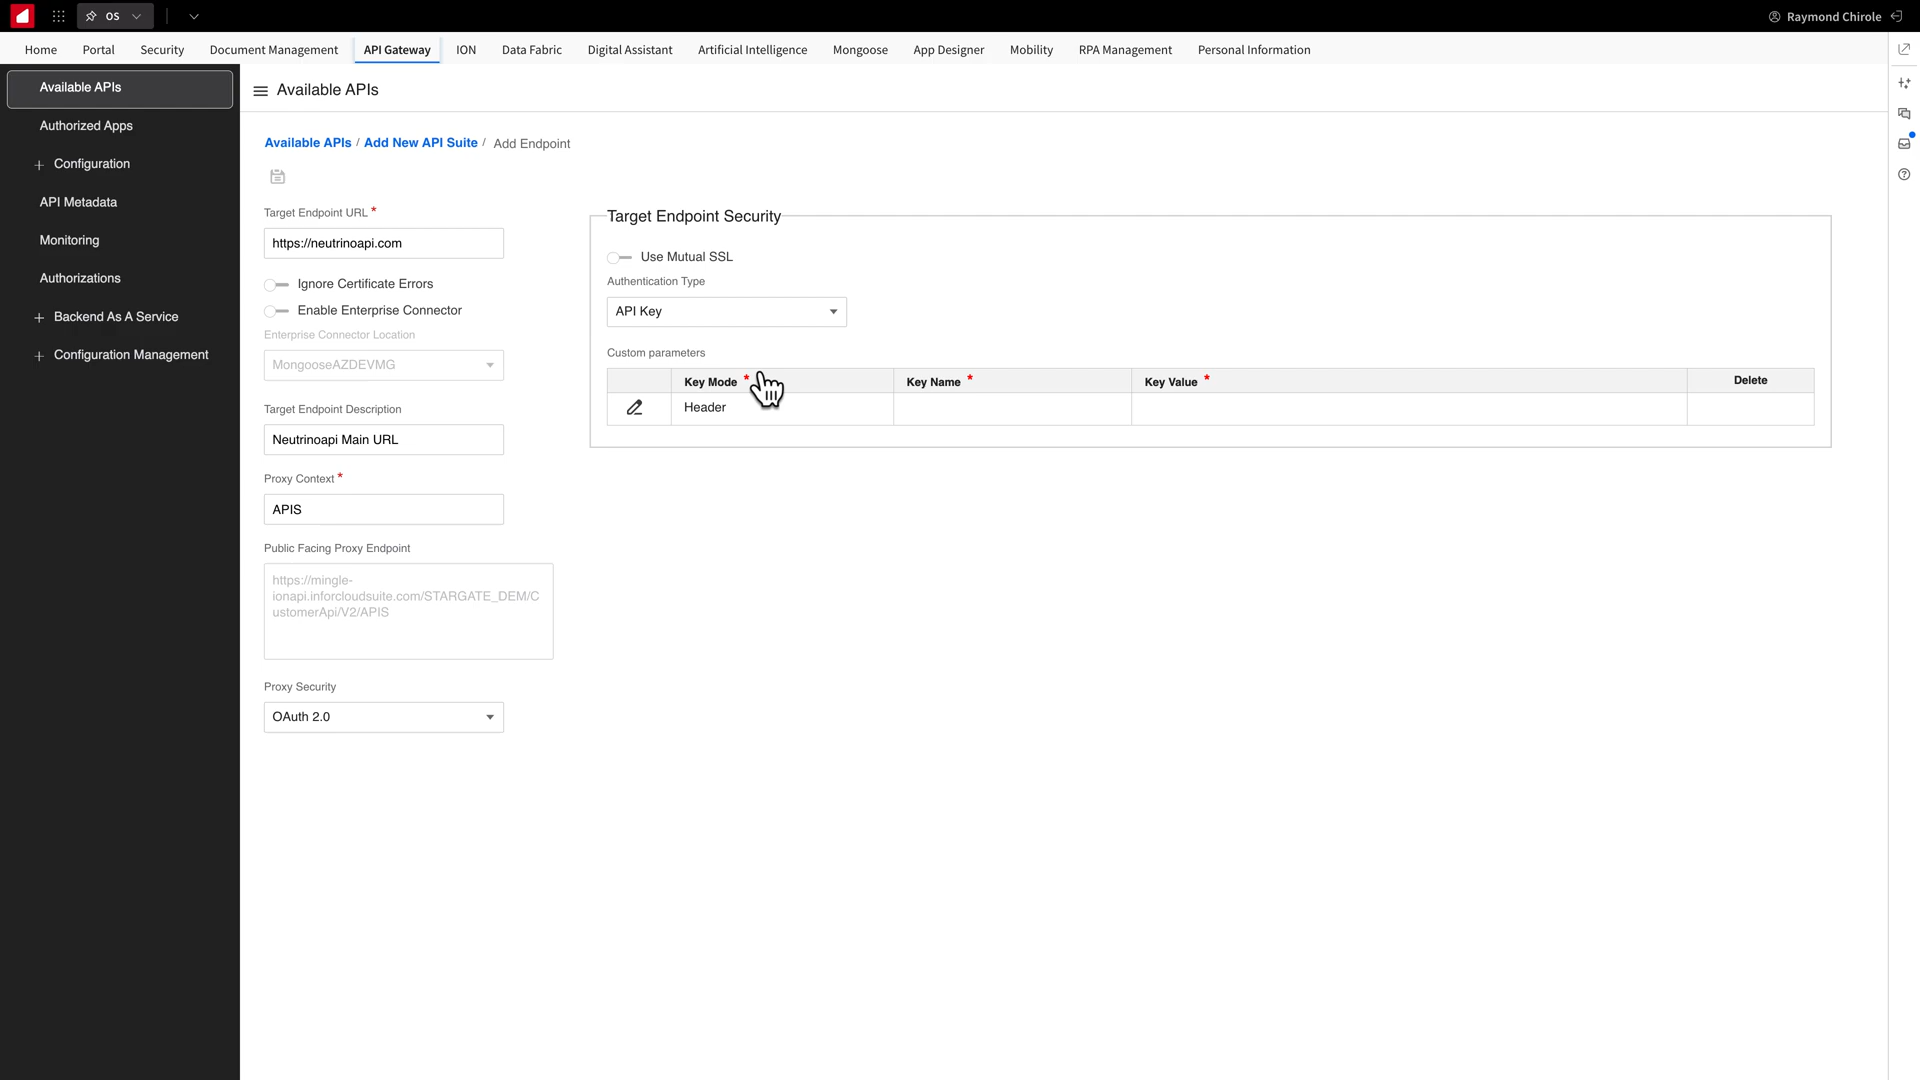 OS
Raymond Chirole
Home Portal Security Document Management API Gateway ION Data Fabric Digital Assistant Artificial Intelligence Mongoose App Designer Mobility RPA Management Personal Information
Available APIs
Authorized Apps
Configuration
API Metadata
Monitoring
Authorizations
Backend As A Service
Configuration Management
Available APIs
Available APIs / Add New API Suite / Add Endpoint
Target Endpoint URL *
https://neutrinoapi.com
Ignore Certificate Errors
Enable Enterprise Connector
Enterprise Connector Location
MongooseAZDEVMG
Target Endpoint Description
Neutrinoapi Main URL
Proxy Context *
APIS
Public Facing Proxy Endpoint
https://mingle-
ionapi.inforcloudsuite.com/STARGATE_DEM/C
ustomerApi/V2/APIS
Proxy Security
OAuth 2.0
Target Endpoint Security
Use Mutual SSL
Authentication Type
API Key
Custom parameters
Key Mode * Key Name * Key Value * Delete
Header